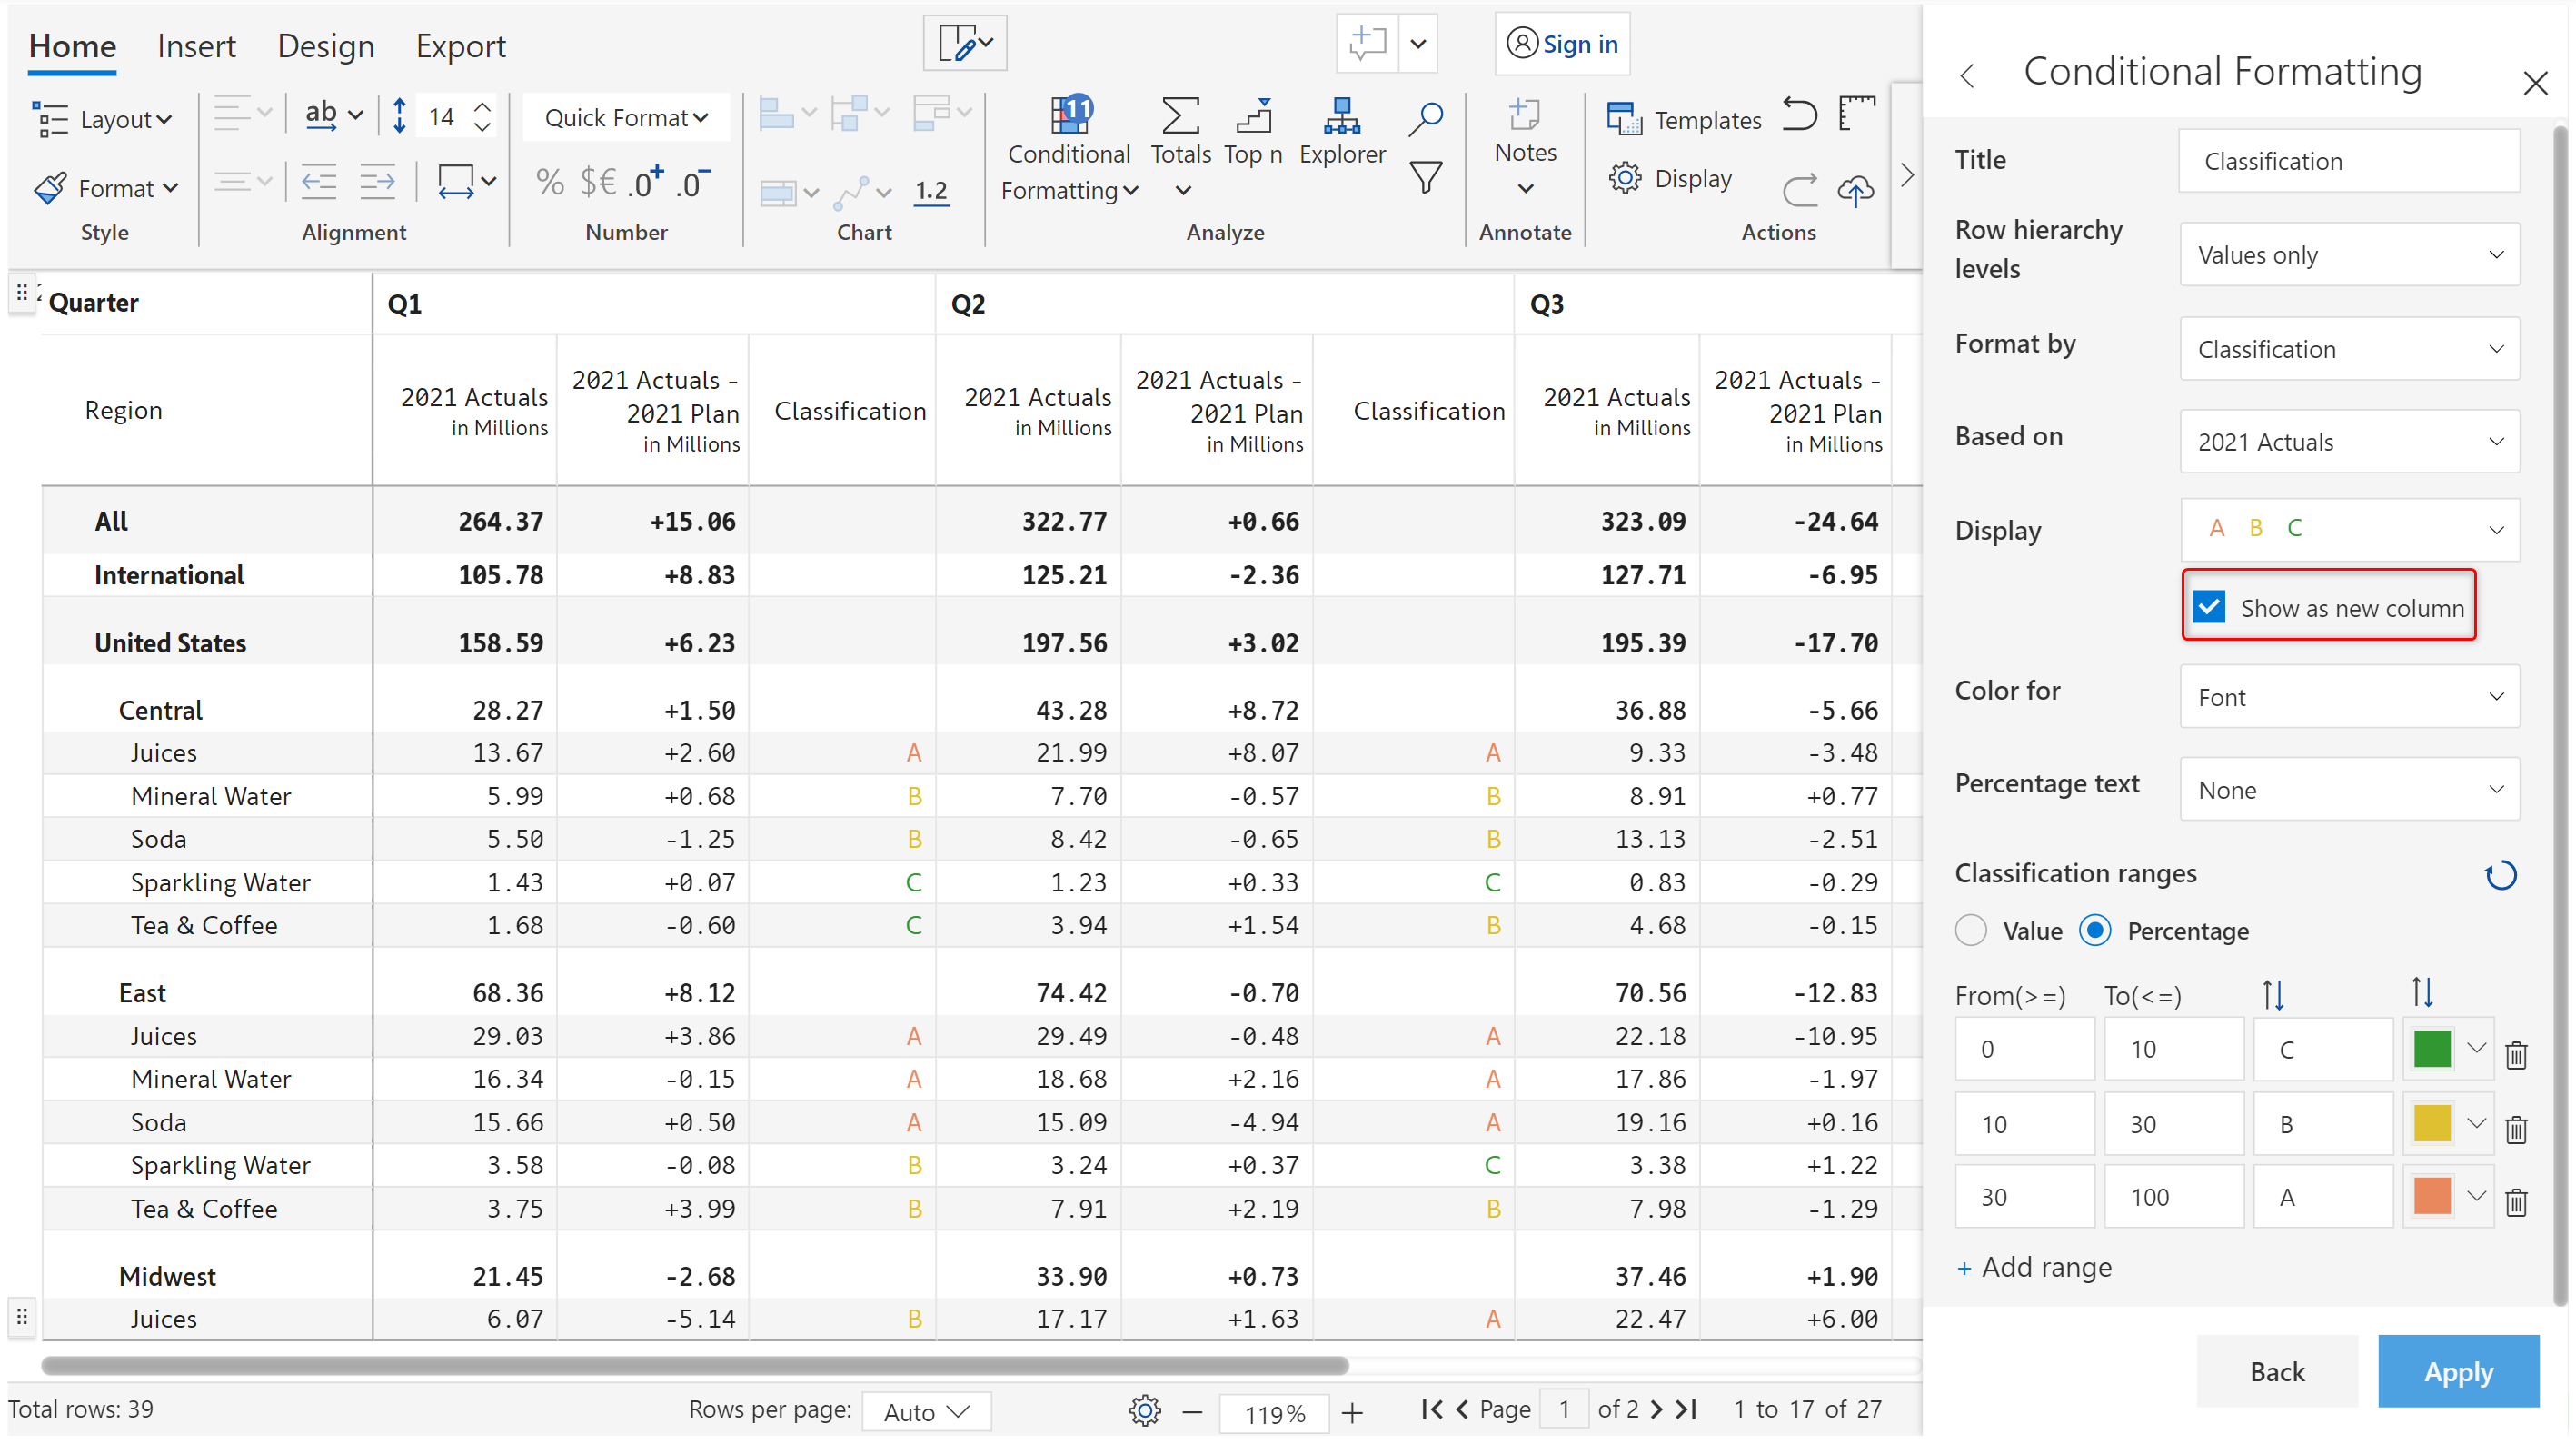 Home Insert Design Export Sign in
Layout ab 14 Quick Format 11 Templates
Conditional Formatting Totals Top n Explorer Notes
Format % $€ .0+ .0- 1.2 Display
Style Alignment Number Chart Analyze Annotate Actions
Quarter Q1 Q2 Q3
Region 2021 Actuals in Millions 2021 Actuals - 2021 Plan in Millions Classification 2021 Actuals in Millions 2021 Actuals - 2021 Plan in Millions Classification 2021 Actuals in Millions 2021 Actuals - 2021 Plan in Millions
All 264.37 +15.06 322.77 +0.66 323.09 -24.64
International 105.78 +8.83 125.21 -2.36 127.71 -6.95
United States 158.59 +6.23 197.56 +3.02 195.39 -17.70
Central 28.27 +1.50 43.28 +8.72 36.88 -5.66
Juices 13.67 +2.60 A 21.99 +8.07 A 9.33 -3.48
Mineral Water 5.99 +0.68 B 7.70 -0.57 B 8.91 +0.77
Soda 5.50 -1.25 B 8.42 -0.65 B 13.13 -2.51
Sparkling Water 1.43 +0.07 C 1.23 +0.33 C 0.83 -0.29
Tea & Coffee 1.68 -0.60 C 3.94 +1.54 B 4.68 -0.15
East 68.36 +8.12 74.42 -0.70 70.56 -12.83
Juices 29.03 +3.86 A 29.49 -0.48 A 22.18 -10.95
Mineral Water 16.34 -0.15 A 18.68 +2.16 A 17.86 -1.97
Soda 15.66 +0.50 A 15.09 -4.94 A 19.16 +0.16
Sparkling Water 3.58 -0.08 B 3.24 +0.37 C 3.38 +1.22
Tea & Coffee 3.75 +3.99 B 7.91 +2.19 B 7.98 -1.29
Midwest 21.45 -2.68 33.90 +0.73 37.46 +1.90
Juices 6.07 -5.14 B 17.17 +1.63 A 22.47 +6.00
Total rows: 39 Rows per page: Auto 119% Page 1 of 2 1 to 17 of 27
Conditional Formatting
Title Classification
Row hierarchy levels Values only
Format by Classification
Based on 2021 Actuals
Display A B C
Show as new column
Color for Font
Percentage text None
Classification ranges
Value Percentage
From(>=) To(<=)
0 10 C
10 30 B
30 100 A
+ Add range
Back Apply